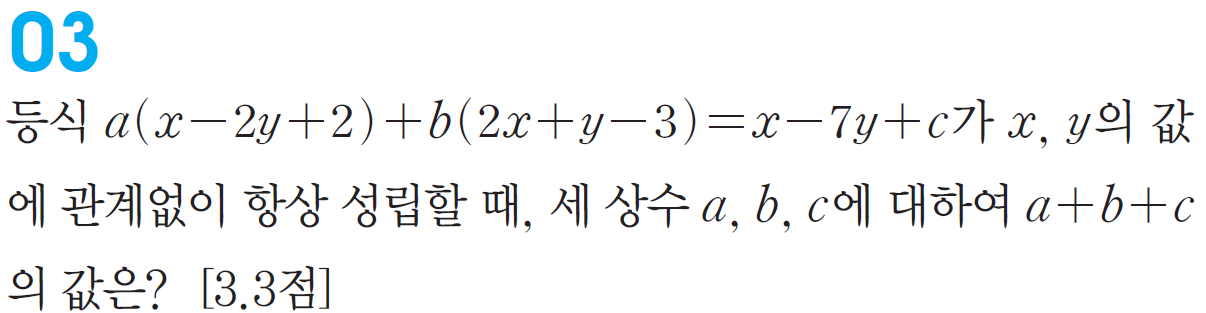 03
등식 a(x-2y+2)+b(2x+y-3)=x-7y+c가 x, y의 값
에 관계없이 항상 성립할 때, 세 상수 a, b, c에 대하여 a+b+c
의 값은? [3.3점]